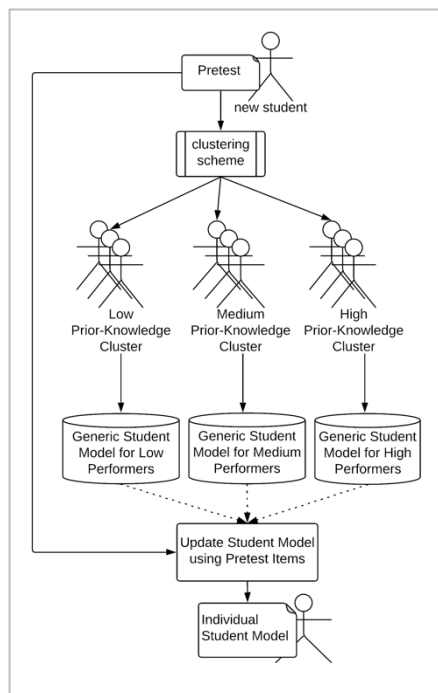 Pretest
new student
clustering
scheme
Low
Prior-Knowledge
Cluster
Medium
Prior-Knowledge
Cluster
High
Prior-Knowledge
Cluster
Generic Student
Model for Low
Performers
Generic Student
Model for Medium
Performers
Generic Student
Model for High
Performers
Update Student Model
using Pretest Items
Individual
Student Model